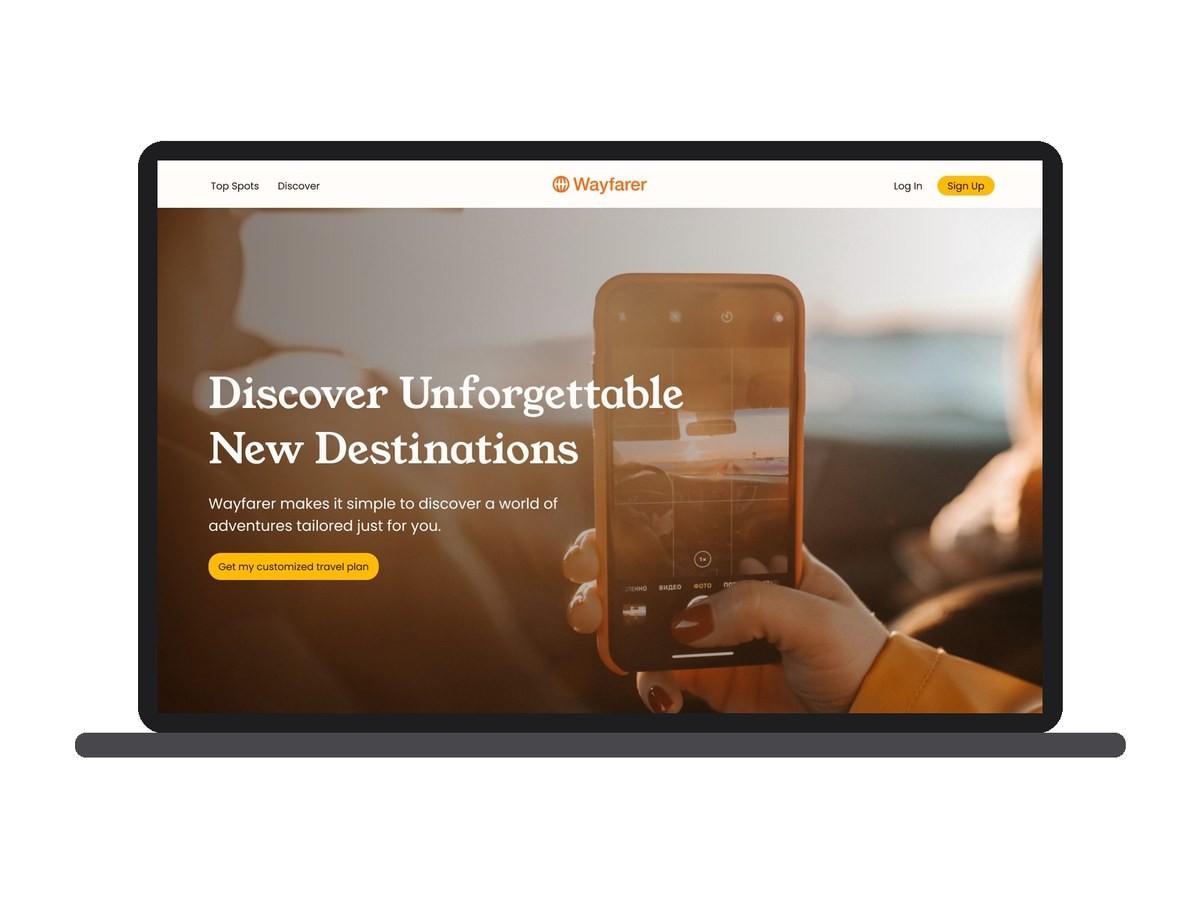 Top Spots Discover Wayfarer Log In Sign Up
Discover Unforgettable
New Destinations
Wayfarer makes it simple to discover a world of
adventures tailored just for you.
Get my customized travel plan
1×
ВИДЕО ФОТО